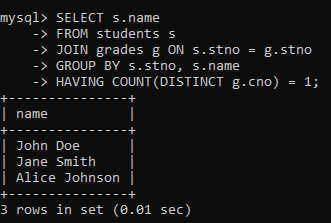 mysql> SELECT s.name
    -> FROM students s
    -> JOIN grades g ON s.stno = g.stno
    -> GROUP BY s.stno, s.name
    -> HAVING COUNT(DISTINCT g.cno) = 1;
+---------------+
| name          |
+---------------+
| John Doe      |
| Jane Smith    |
| Alice Johnson |
+---------------+
3 rows in set (0.01 sec)